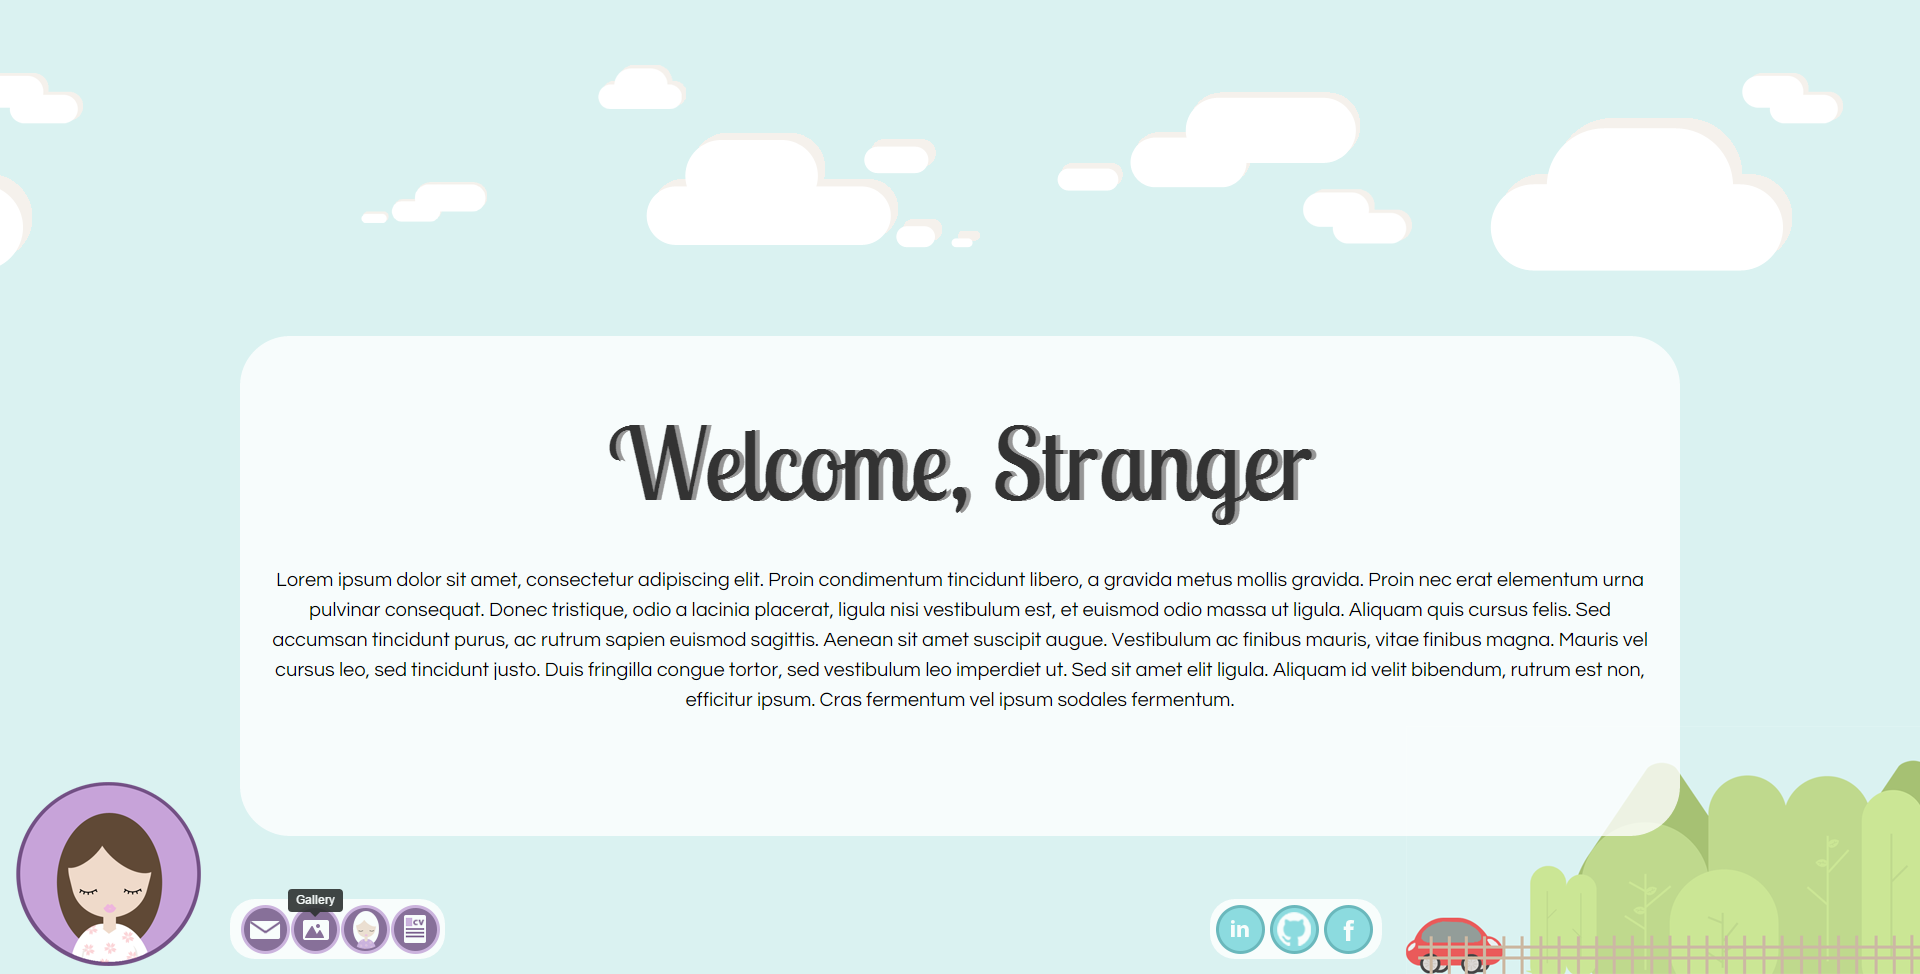 Welcome, Stranger
Lorem ipsum dolor sit amet, consectetur adipiscing elit. Proin condimentum tincidunt libero, a gravida metus mollis gravida. Proin nec erat elementum urna
pulvinar consequat. Donec tristique, odio a lacinia placerat, ligula nisi vestibulum est, et euismod odio massa ut ligula. Aliquam quis cursus felis. Sed
accumsan tincidunt purus, ac rutrum sapien euismod sagittis. Aenean sit amet suscipit augue. Vestibulum ac finibus mauris, vitae finibus magna. Mauris vel
cursus leo, sed tincidunt justo. Duis fringilla congue tortor, sed vestibulum leo imperdiet ut. Sed sit amet elit ligula. Aliquam id velit bibendum, rutrum est non,
efficitur ipsum. Cras fermentum vel ipsum sodales fermentum.
Gallery
CV
in
f